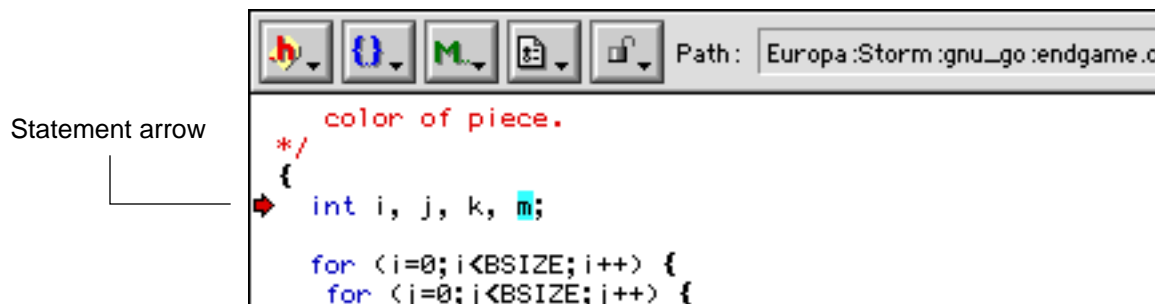 .h {} M... Path: Europa:Storm:gnu_go:endgame.c
color of piece.
Statement arrow
*/
{
int i, j, k, m;
for (i=0;i<BSIZE;i++) {
for (j=0;j<BSIZE;j++) {